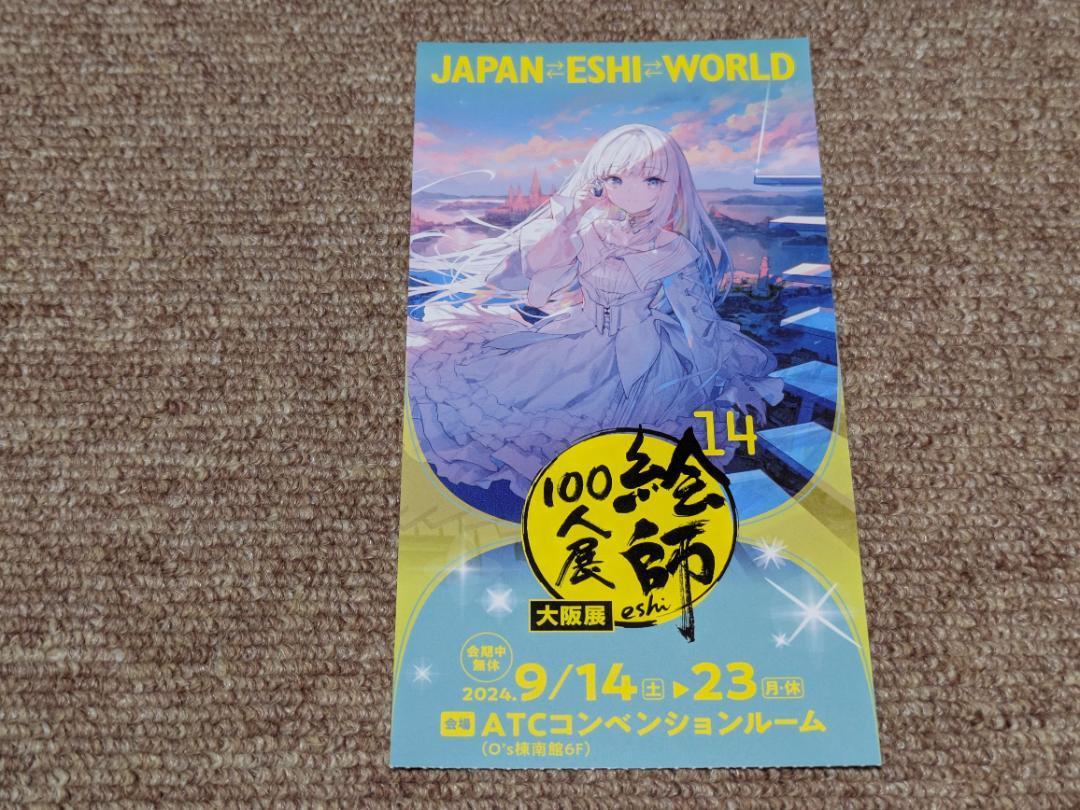 JAPAN⇄ESHI⇄WORLD
14
絵師
100人展
eshi
大阪展
会期中
無休
2024.9/14土▶23月・休
会場 ATCコンベンションルーム
(O's棟南館6F)